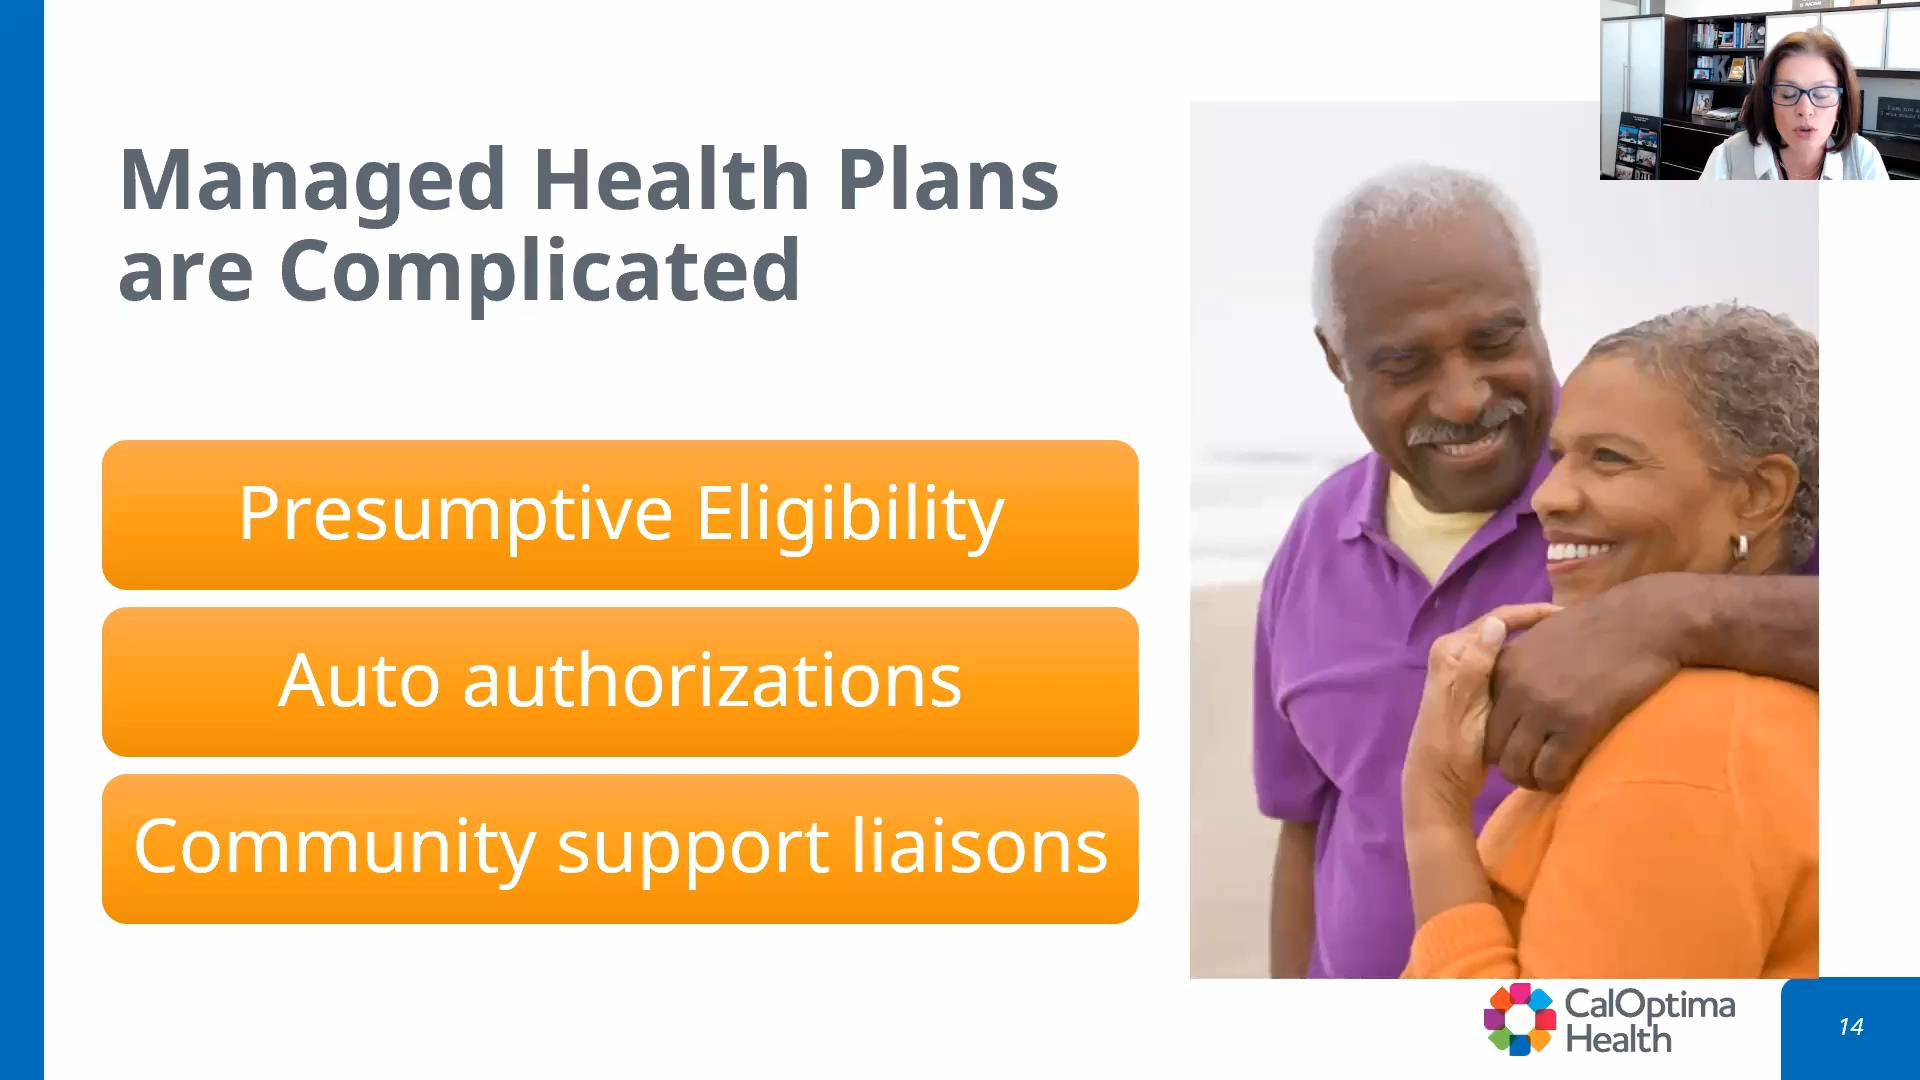 Managed Health Plans
are Complicated
Presumptive Eligibility
Auto authorizations
Community support liaisons
CalOptima
Health
14